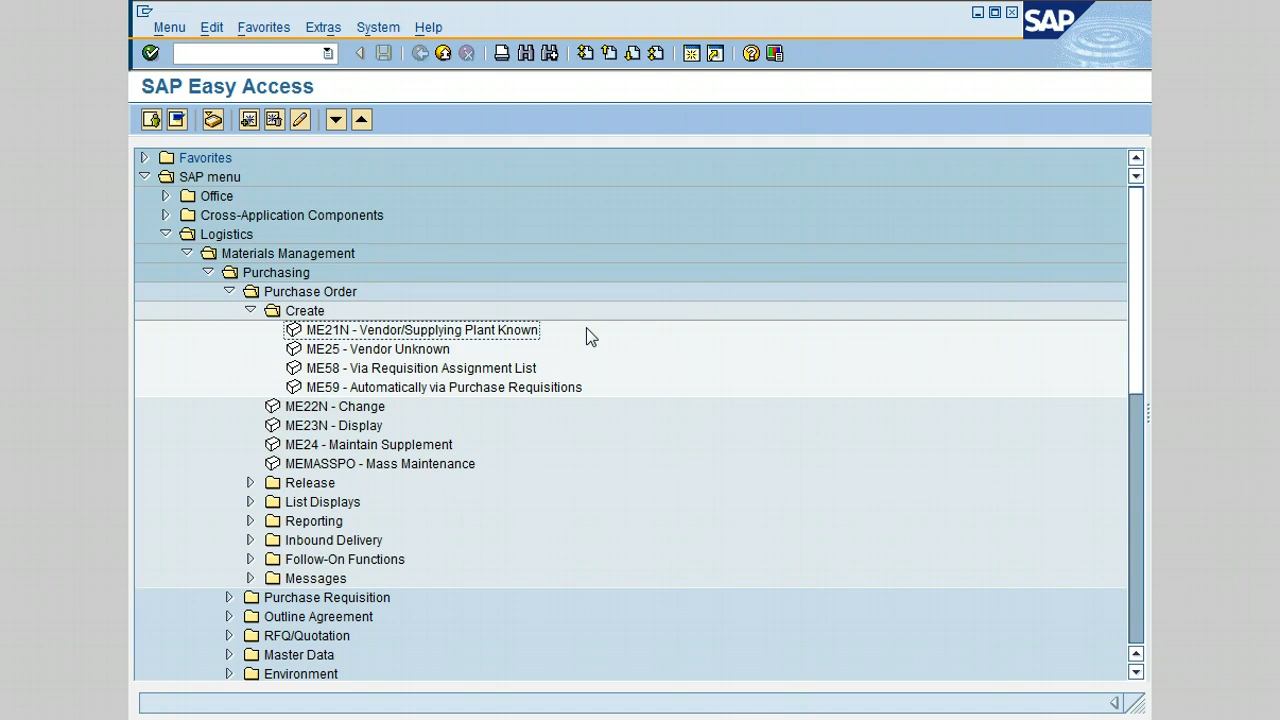 Menu Edit Favorites Extras System Help
SAP
SAP Easy Access
Favorites
SAP menu
Office
Cross-Application Components
Logistics
Materials Management
Purchasing
Purchase Order
Create
ME21N - Vendor/Supplying Plant Known
ME25 - Vendor Unknown
ME58 - Via Requisition Assignment List
ME59 - Automatically via Purchase Requisitions
ME22N - Change
ME23N - Display
ME24 - Maintain Supplement
MEMASSPO - Mass Maintenance
Release
List Displays
Reporting
Inbound Delivery
Follow-On Functions
Messages
Purchase Requisition
Outline Agreement
RFQ/Quotation
Master Data
Environment